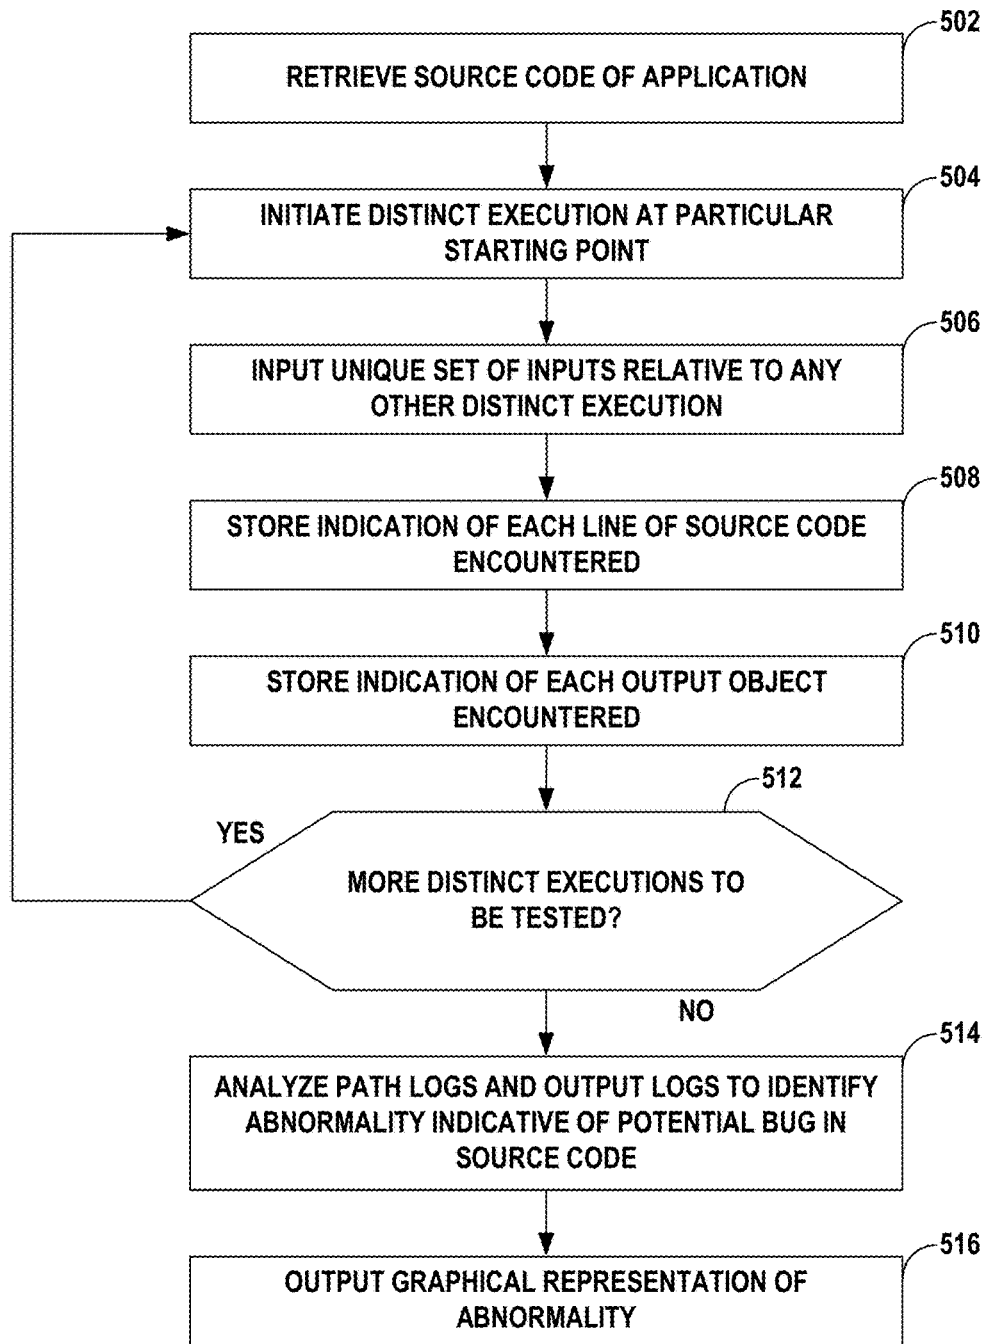 502
RETRIEVE SOURCE CODE OF APPLICATION
504
INITIATE DISTINCT EXECUTION AT PARTICULAR
STARTING POINT
506
INPUT UNIQUE SET OF INPUTS RELATIVE TO ANY
OTHER DISTINCT EXECUTION
508
STORE INDICATION OF EACH LINE OF SOURCE CODE
ENCOUNTERED
510
STORE INDICATION OF EACH OUTPUT OBJECT
ENCOUNTERED
512
YES
MORE DISTINCT EXECUTIONS TO
BE TESTED?
NO
514
ANALYZE PATH LOGS AND OUTPUT LOGS TO IDENTIFY
ABNORMALITY INDICATIVE OF POTENTIAL BUG IN
SOURCE CODE
516
OUTPUT GRAPHICAL REPRESENTATION OF
ABNORMALITY